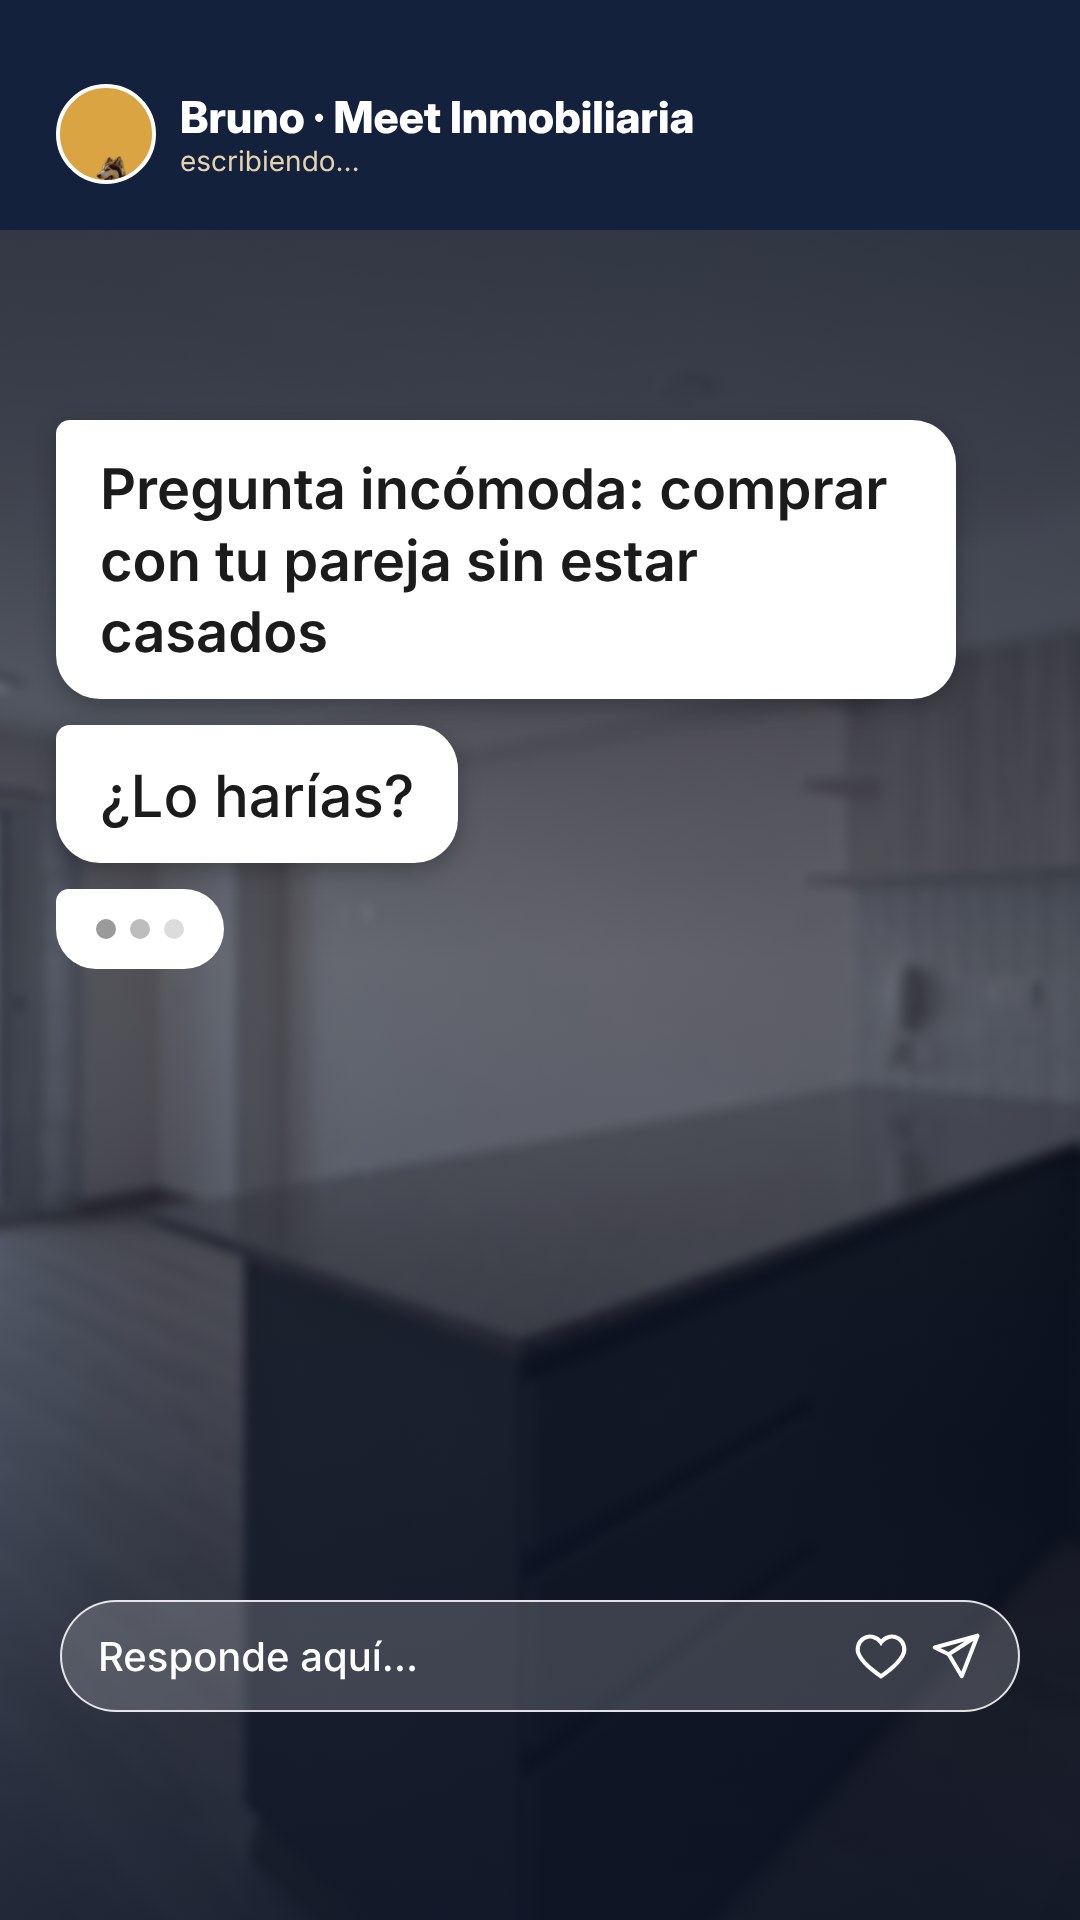 Bruno · Meet Inmobiliaria
escribiendo...
Pregunta incómoda: comprar
con tu pareja sin estar
casados
¿Lo harías?
Responde aquí...